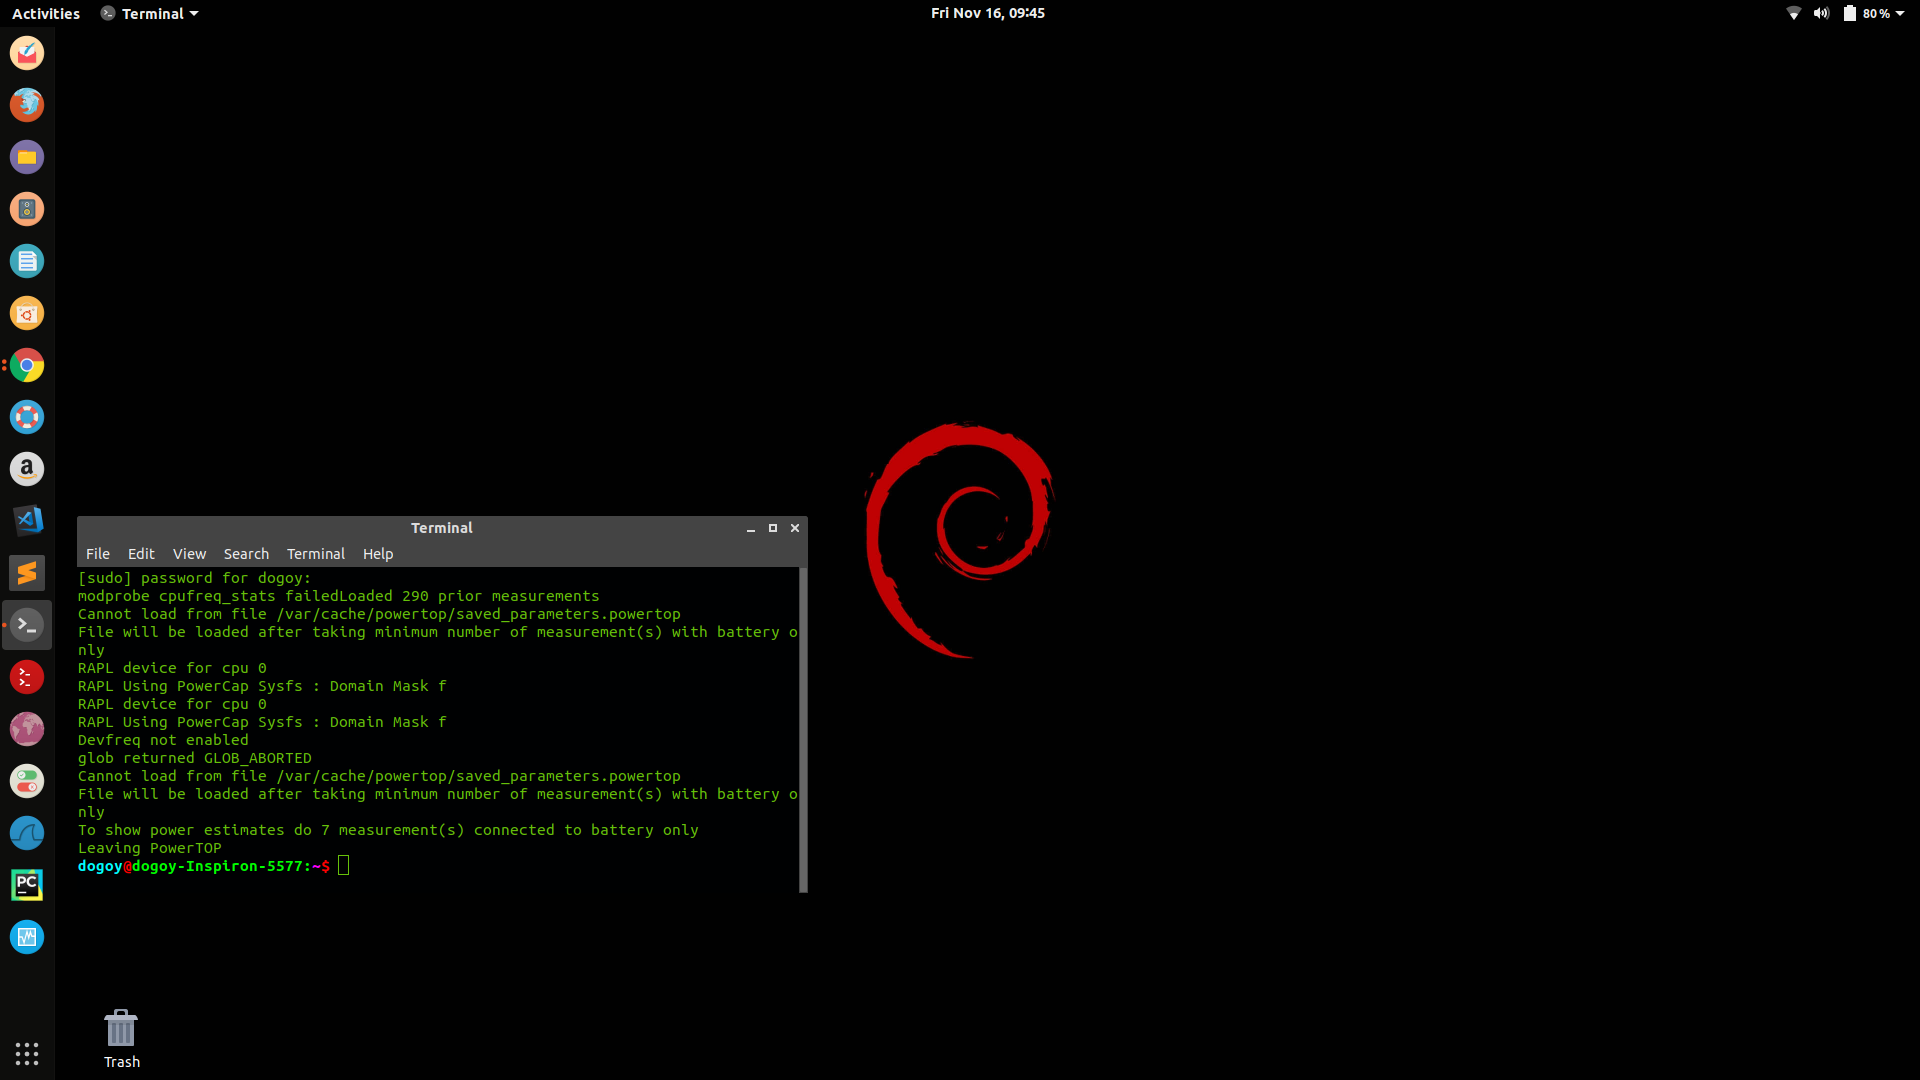 Activities Terminal Fri Nov 16, 09:45 80 %
Terminal
File Edit View Search Terminal Help
[sudo] password for dogoy:
modprobe cpufreq_stats failedLoaded 290 prior measurements
Cannot load from file /var/cache/powertop/saved_parameters.powertop
File will be loaded after taking minimum number of measurement(s) with battery o
nly
RAPL device for cpu 0
RAPL Using PowerCap Sysfs : Domain Mask f
RAPL device for cpu 0
RAPL Using PowerCap Sysfs : Domain Mask f
Devfreq not enabled
glob returned GLOB_ABORTED
Cannot load from file /var/cache/powertop/saved_parameters.powertop
File will be loaded after taking minimum number of measurement(s) with battery o
nly
To show power estimates do 7 measurement(s) connected to battery only
Leaving PowerTOP
dogoy@dogoy-Inspiron-5577:~$
a
PC
Trash